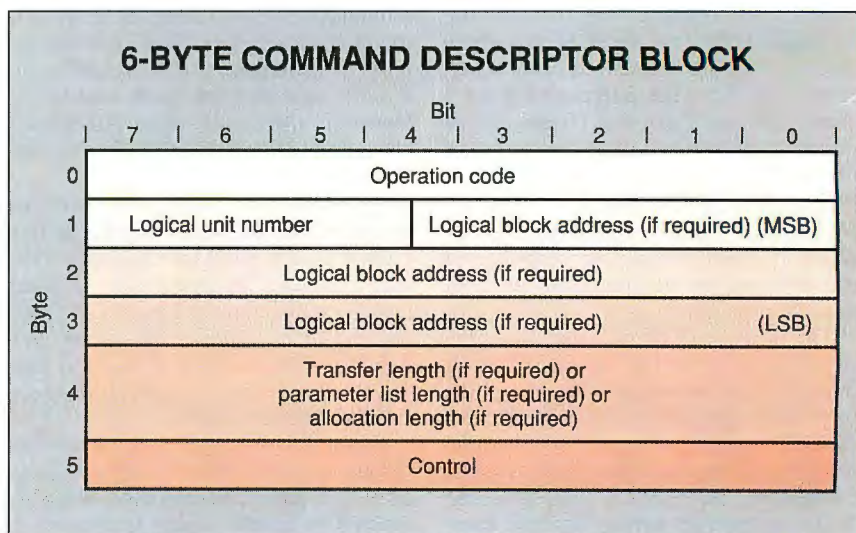 6-BYTE COMMAND DESCRIPTOR BLOCK
Bit
7 6 5 4 3 2 1 0
0 Operation code
1 Logical unit number Logical block address (if required) (MSB)
2 Logical block address (if required)
Byte
3 Logical block address (if required) (LSB)
Transfer length (if required) or
4 parameter list length (if required) or
allocation length (if required)
5 Control